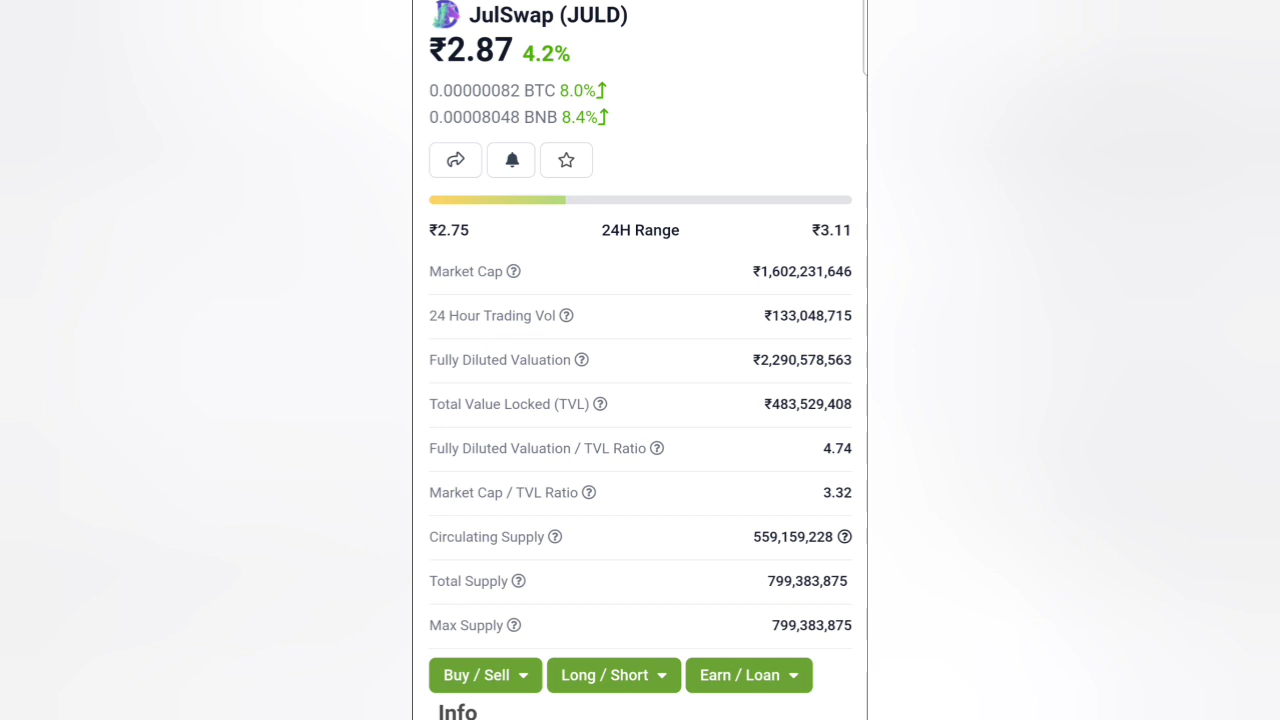 JulSwap (JULD)
₹2.87 4.2%
0.00000082 BTC 8.0%
0.00008048 BNB 8.4%
₹2.75 24H Range ₹3.11
Market Cap ₹1,602,231,646
24 Hour Trading Vol ₹133,048,715
Fully Diluted Valuation ₹2,290,578,563
Total Value Locked (TVL) ₹483,529,408
Fully Diluted Valuation / TVL Ratio 4.74
Market Cap / TVL Ratio 3.32
Circulating Supply 559,159,228
Total Supply 799,383,875
Max Supply 799,383,875
Buy / Sell Long / Short Earn / Loan
Info